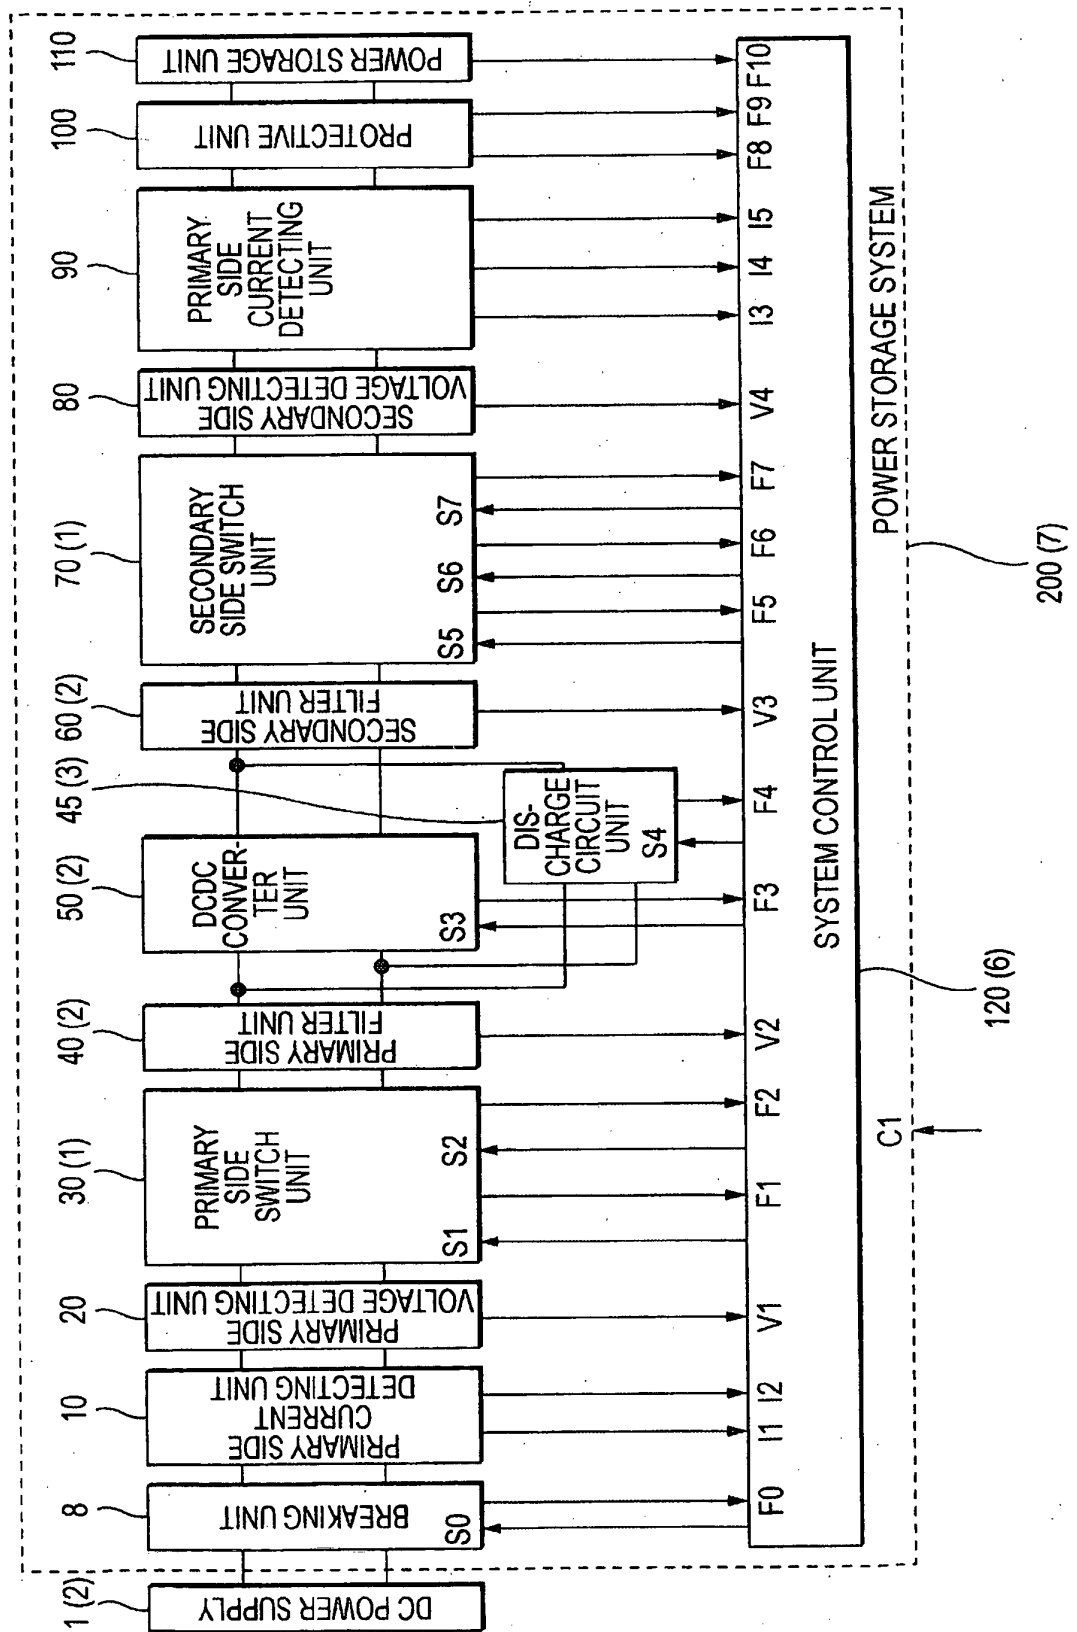 1 (2)
8
10
20
30 (1)
40 (2)
50 (2)
45 (3)
60 (2)
70 (1)
80
90
100
110
DC POWER SUPPLY
BREAKING UNIT
S0
PRIMARY SIDE
CURRENT
DETECTING UNIT
PRIMARY SIDE
VOLTAGE DETECTING UNIT
PRIMARY
SIDE
SWITCH
UNIT
S1
S2
PRIMARY SIDE
FILTER UNIT
DCDC
CONVER-
TER
UNIT
S3
DIS-
CHARGE
CIRCUIT
UNIT
S4
SECONDARY SIDE
FILTER UNIT
SECONDARY
SIDE SWITCH
UNIT
S5
S6
S7
SECONDARY SIDE
VOLTAGE DETECTING UNIT
PRIMARY
SIDE
CURRENT
DETECTING
UNIT
PROTECTIVE UNIT
POWER STORAGE UNIT
F0
I1
I2
V1
F1
F2
V2
F3
F4
V3
F5
F6
F7
V4
I3
I4
I5
F8
F9
F10
SYSTEM CONTROL UNIT
C1
POWER STORAGE SYSTEM
120 (6)
200 (7)